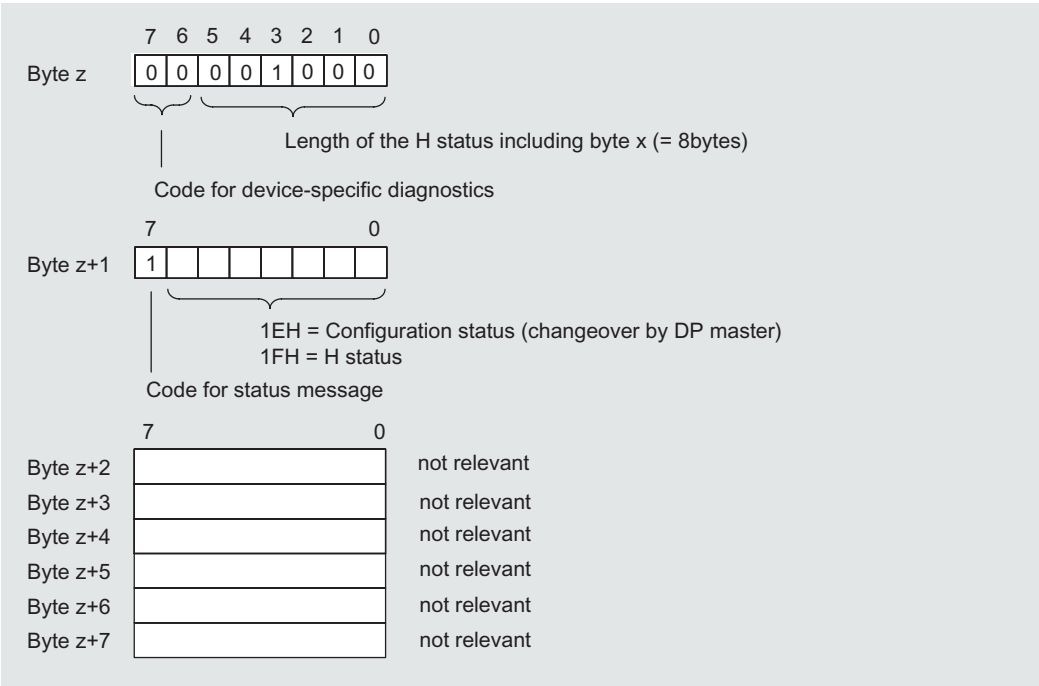 7 6 5 4 3 2 1 0
Byte z 0 0 0 0 1 0 0 0
Length of the H status including byte x (= 8bytes)
Code for device-specific diagnostics
7 0
Byte z+1 1
1EH = Configuration status (changeover by DP master)
1FH = H status
Code for status message
7 0
Byte z+2 not relevant
Byte z+3 not relevant
Byte z+4 not relevant
Byte z+5 not relevant
Byte z+6 not relevant
Byte z+7 not relevant